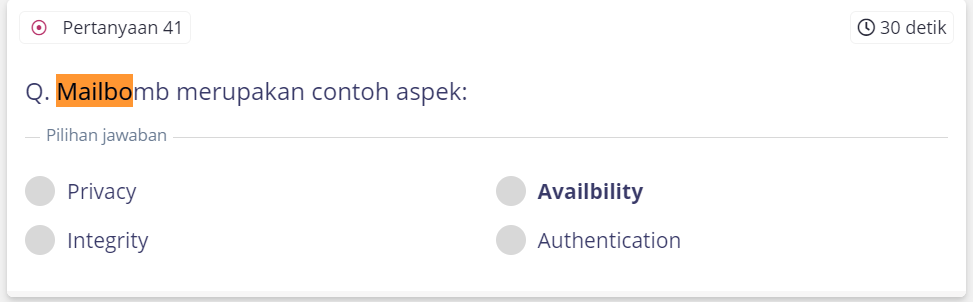 Pertanyaan 41
30 detik
Q. Mailbomb merupakan contoh aspek:
Pilihan jawaban
Privacy
Availbility
Integrity
Authentication